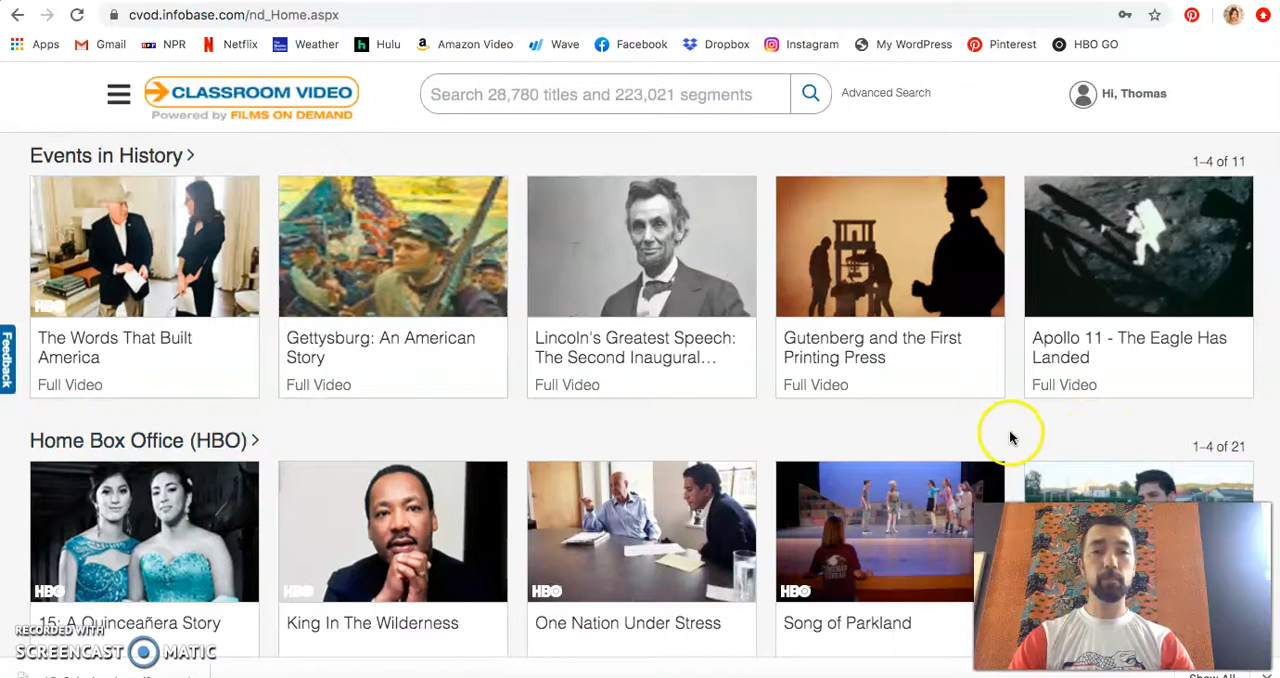 cvod.infobase.com/nd_Home.aspx
Apps Gmail NPR Netflix Weather Hulu Amazon Video Wave Facebook Dropbox Instagram My WordPress Pinterest HBO GO
CLASSROOM VIDEO
Powered by FILMS ON DEMAND
Search 28,780 titles and 223,021 segments
Advanced Search
Hi, Thomas
Events in History >
1–4 of 11
HBO
The Words That Built
America
Full Video
Gettysburg: An American
Story
Full Video
Lincoln's Greatest Speech:
The Second Inaugural...
Full Video
Gutenberg and the First
Printing Press
Full Video
Apollo 11 - The Eagle Has
Landed
Full Video
Feedback
Home Box Office (HBO) >
1–4 of 21
HBO
15: A Quinceañera Story
HBO
King In The Wilderness
HBO
One Nation Under Stress
HBO
Song of Parkland
RECORDED WITH
SCREENCAST MATIC
Show All